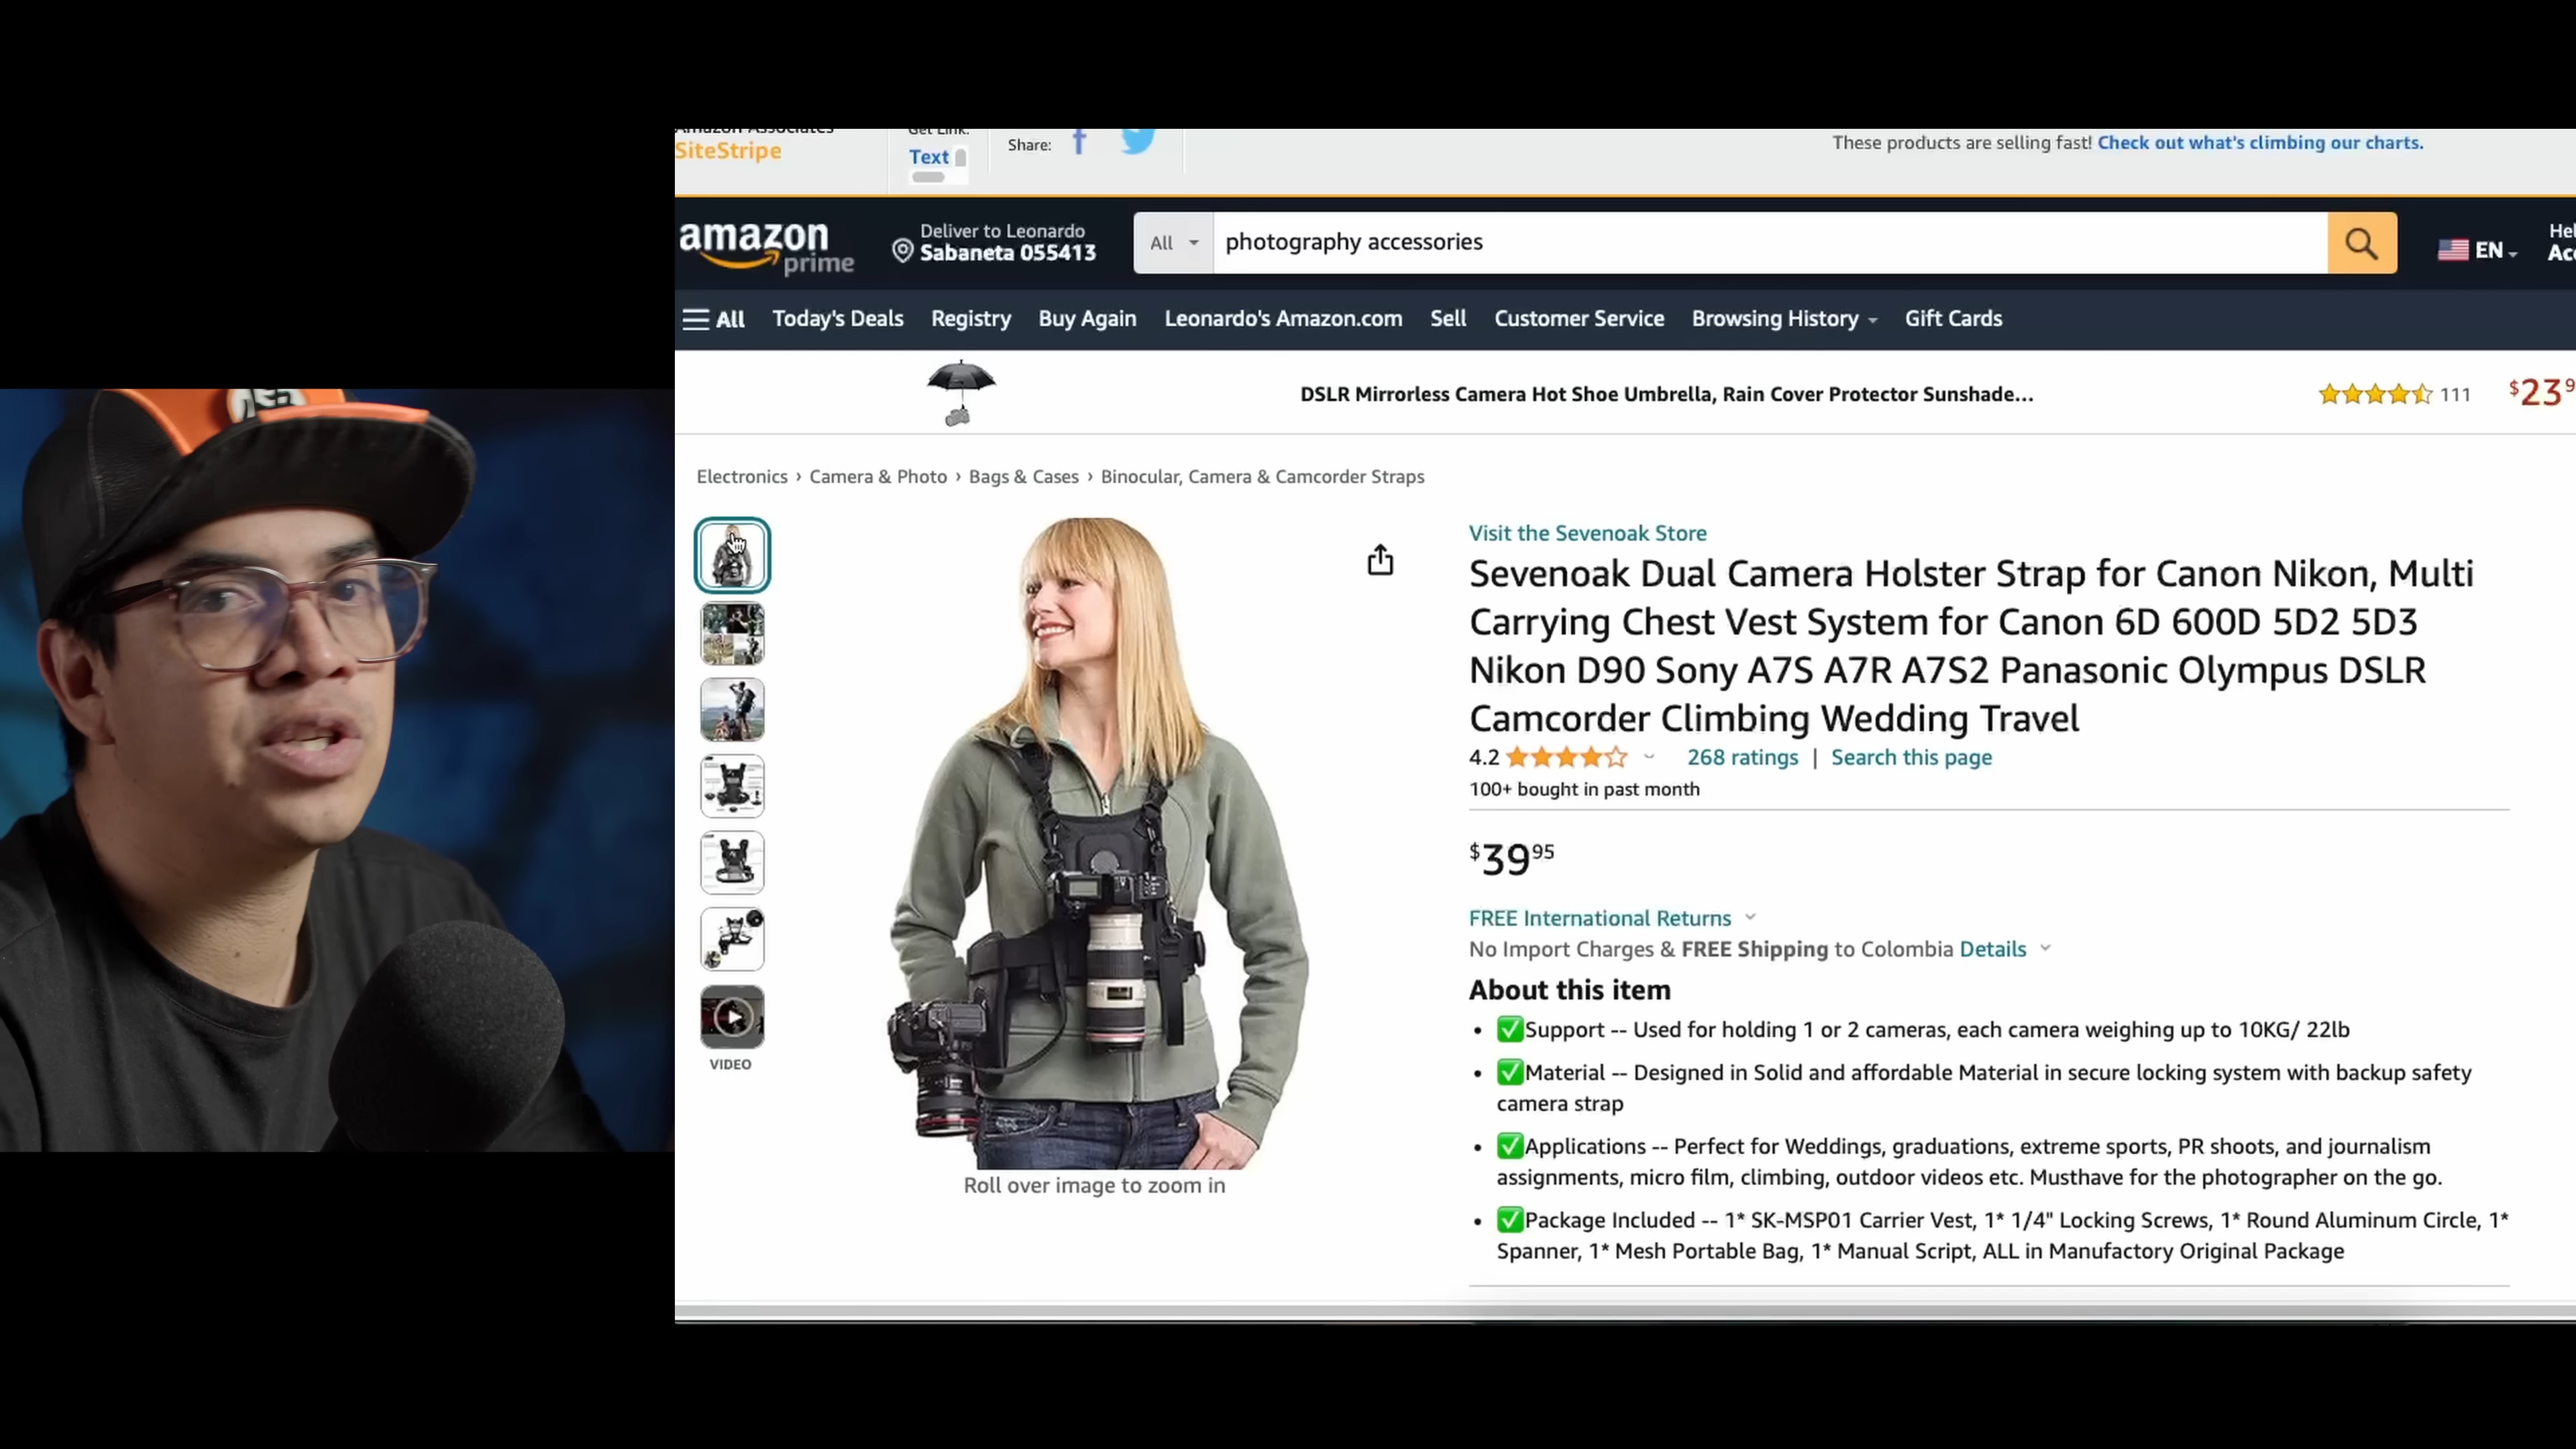 Amazon Associates
SiteStripe
Get Link:
Text
Share:
These products are selling fast! Check out what's climbing our charts.
amazon
prime
Deliver to Leonardo
Sabaneta 055413
All
photography accessories
EN
All
Today's Deals
Registry
Buy Again
Leonardo's Amazon.com
Sell
Customer Service
Browsing History
Gift Cards
DSLR Mirrorless Camera Hot Shoe Umbrella, Rain Cover Protector Sunshade...
111
$23
Electronics › Camera & Photo › Bags & Cases › Binocular, Camera & Camcorder Straps
VIDEO
Roll over image to zoom in
Visit the Sevenoak Store
Sevenoak Dual Camera Holster Strap for Canon Nikon, Multi
Carrying Chest Vest System for Canon 6D 600D 5D2 5D3
Nikon D90 Sony A7S A7R A7S2 Panasonic Olympus DSLR
Camcorder Climbing Wedding Travel
4.2 268 ratings | Search this page
100+ bought in past month
$39 95
FREE International Returns
No Import Charges & FREE Shipping to Colombia Details
About this item
• ✅Support -- Used for holding 1 or 2 cameras, each camera weighing up to 10KG/ 22lb
• ✅Material -- Designed in Solid and affordable Material in secure locking system with backup safety
camera strap
• ✅Applications -- Perfect for Weddings, graduations, extreme sports, PR shoots, and journalism
assignments, micro film, climbing, outdoor videos etc. Musthave for the photographer on the go.
• ✅Package Included -- 1* SK-MSP01 Carrier Vest, 1* 1/4" Locking Screws, 1* Round Aluminum Circle, 1*
Spanner, 1* Mesh Portable Bag, 1* Manual Script, ALL in Manufactory Original Package